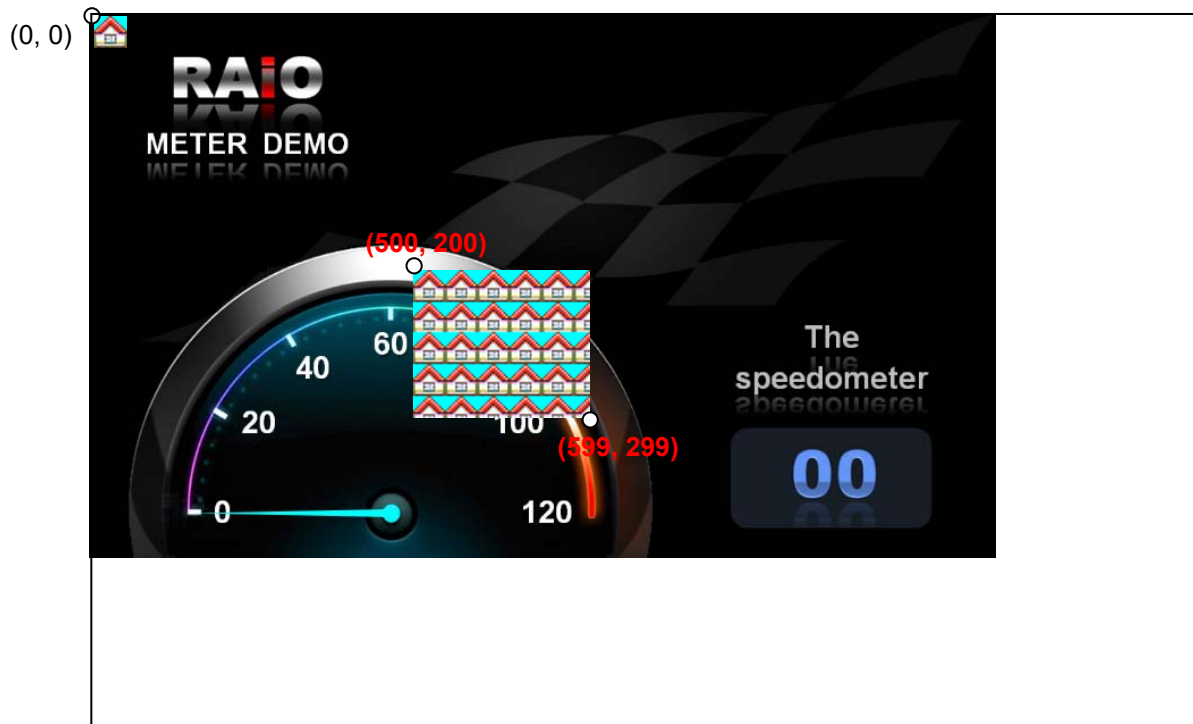 (0, 0)
RAiO
METER DEMO
(500, 200)
60
40
20
0
100
120
(599, 299)
The
speedometer
00